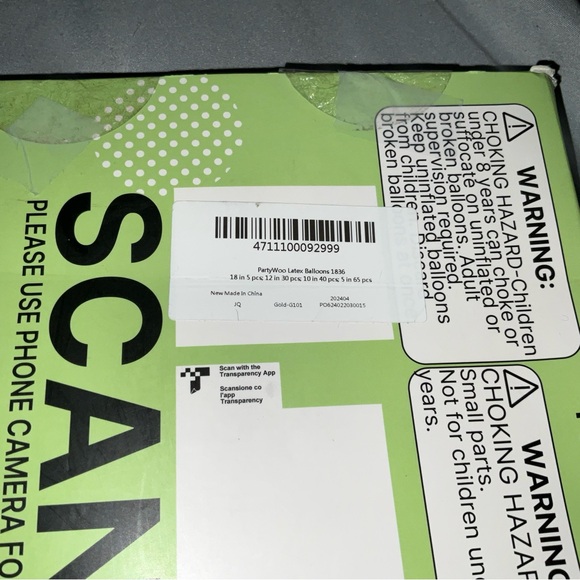 SCAN
PLEASE USE PHONE CAMERA FO
4711100092999
PartyWoo Latex Balloons 1836
18 in 5 pcs; 12 in 30 pcs; 10 in 40 pcs; 5 in 65 pcs
New Made In China
202404
JQ
Gold-G101
PO624022030015
Scan with the
Transparency App
Scansione co
l'app
Transparency
WARNING:
CHOKING HAZARD-Children
under 8 years can choke or
suffocate on uninflated or
broken balloons. Adult
supervision required.
Keep uninflated balloons
from children. Discard
broken
WARNING
CHOKING HAZAR
Small parts.
Not for children un
years.